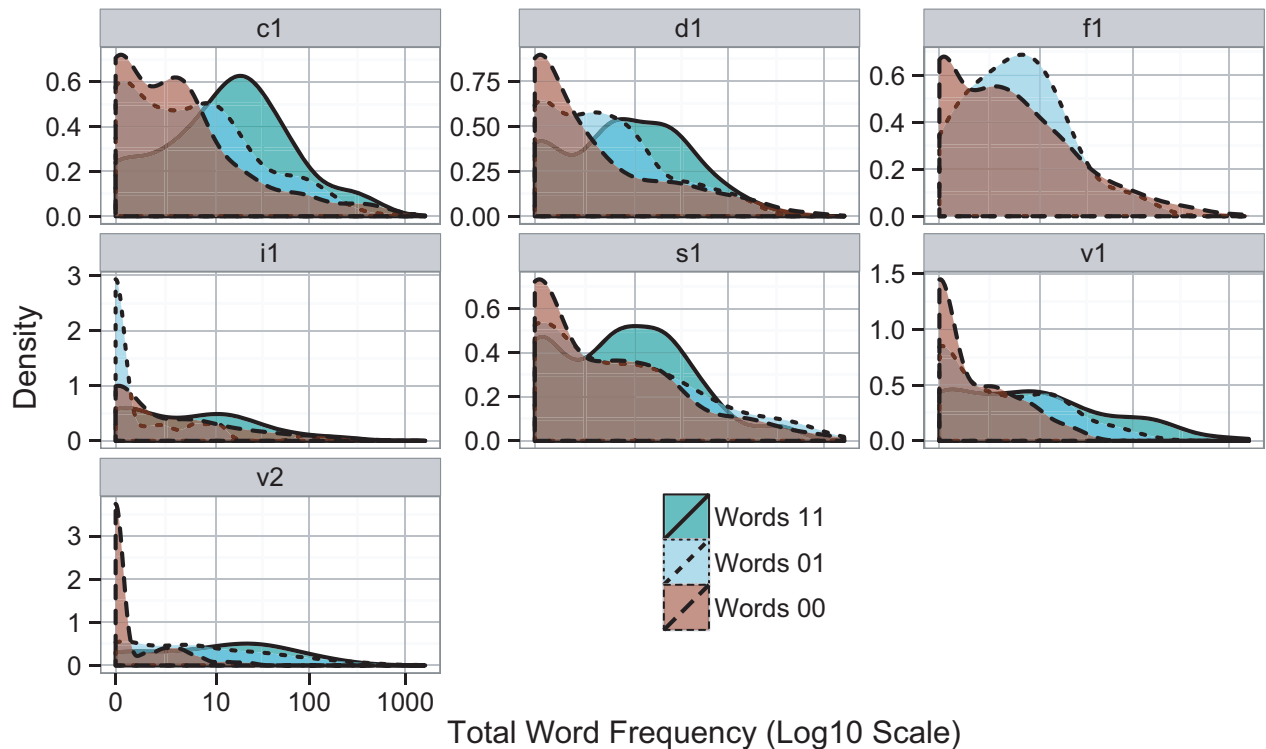 c1 d1 f1
0.6 0.4 0.2 0.0
0.75 0.50 0.25 0.00
0.6 0.4 0.2 0.0
i1 s1 v1
3 2 1 0
0.6 0.4 0.2 0.0
1.5 1.0 0.5 0.0
Density
v2
3 2 1 0
0 10 100 1000
Words 11
Words 01
Words 00
Total Word Frequency (Log10 Scale)